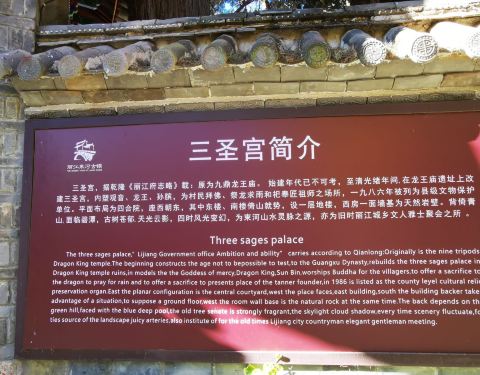 丽江束河古镇
三圣宫简介
三圣宫，据乾隆《丽江府志略》载：原为九鼎龙王庙。始建年代已不可考，至清光绪年间，在龙王庙遗址上改
建三圣宫，内塑观音、龙王、孙膑，为村民拜佛、祭龙求雨和祀奉匠祖师之场所，一九八六年被列为县级文物保护
单位。平面布局为四合院，座西朝东，其中东楼、南楼傍山就势，设一层地楼，西房一面墙基为天然岩壁。背倚青
山，面临碧潭，古树苍郁，天光云影，四时风光变幻，为束河山水灵脉之源，亦为旧时丽江城乡文人雅士聚会之所。
Three sages palace
The three sages palace," Lijiang Government office Ambition and ability" carries according to Qianlong:Originally is the nine tripods
Dragon King temple.The beginning constructs the age not to bepossible to test,to the Guangxu Dynasty,rebuilds the three sages palace in
Dragon King temple ruins,in models the the Goddess of mercy,Dragon King,Sun Bin,worships Buddha for the villagers,to offer a sacrifice to
the dragon to pray for rain and to offer a sacrifice to presents place of the tanner founder,in 1986 is listed as the county leyel cultural relic
preservation organ.East the planar configuration is the central courtyard,west the place faces,east building,south the building backer take
advantage of a situation,to suppose a ground floor,west the room wall base is the natural rock at the same time.The back depends on the
green hill,faced with the blue deep pool,the old tree senete is strongly fragrant,the skylight cloud shadow,every time scenery fluctuate,fo
ties source of the landscape juicy arteries,also institute of for the old times Lijiang city countryman elegant gentleman meeting.